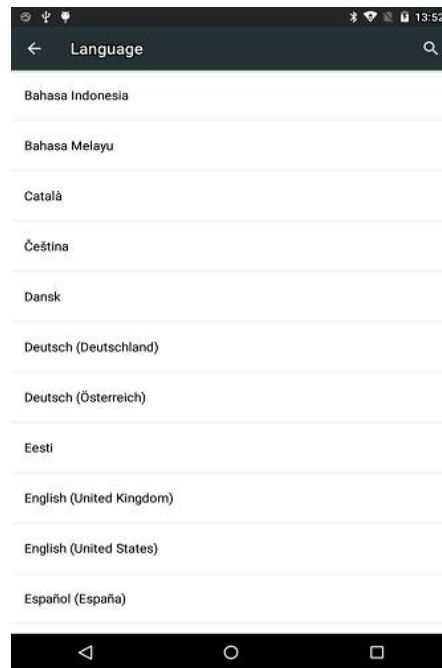 13:52
Language
Bahasa Indonesia
Bahasa Melayu
Català
Čeština
Dansk
Deutsch (Deutschland)
Deutsch (Österreich)
Eesti
English (United Kingdom)
English (United States)
Español (España)